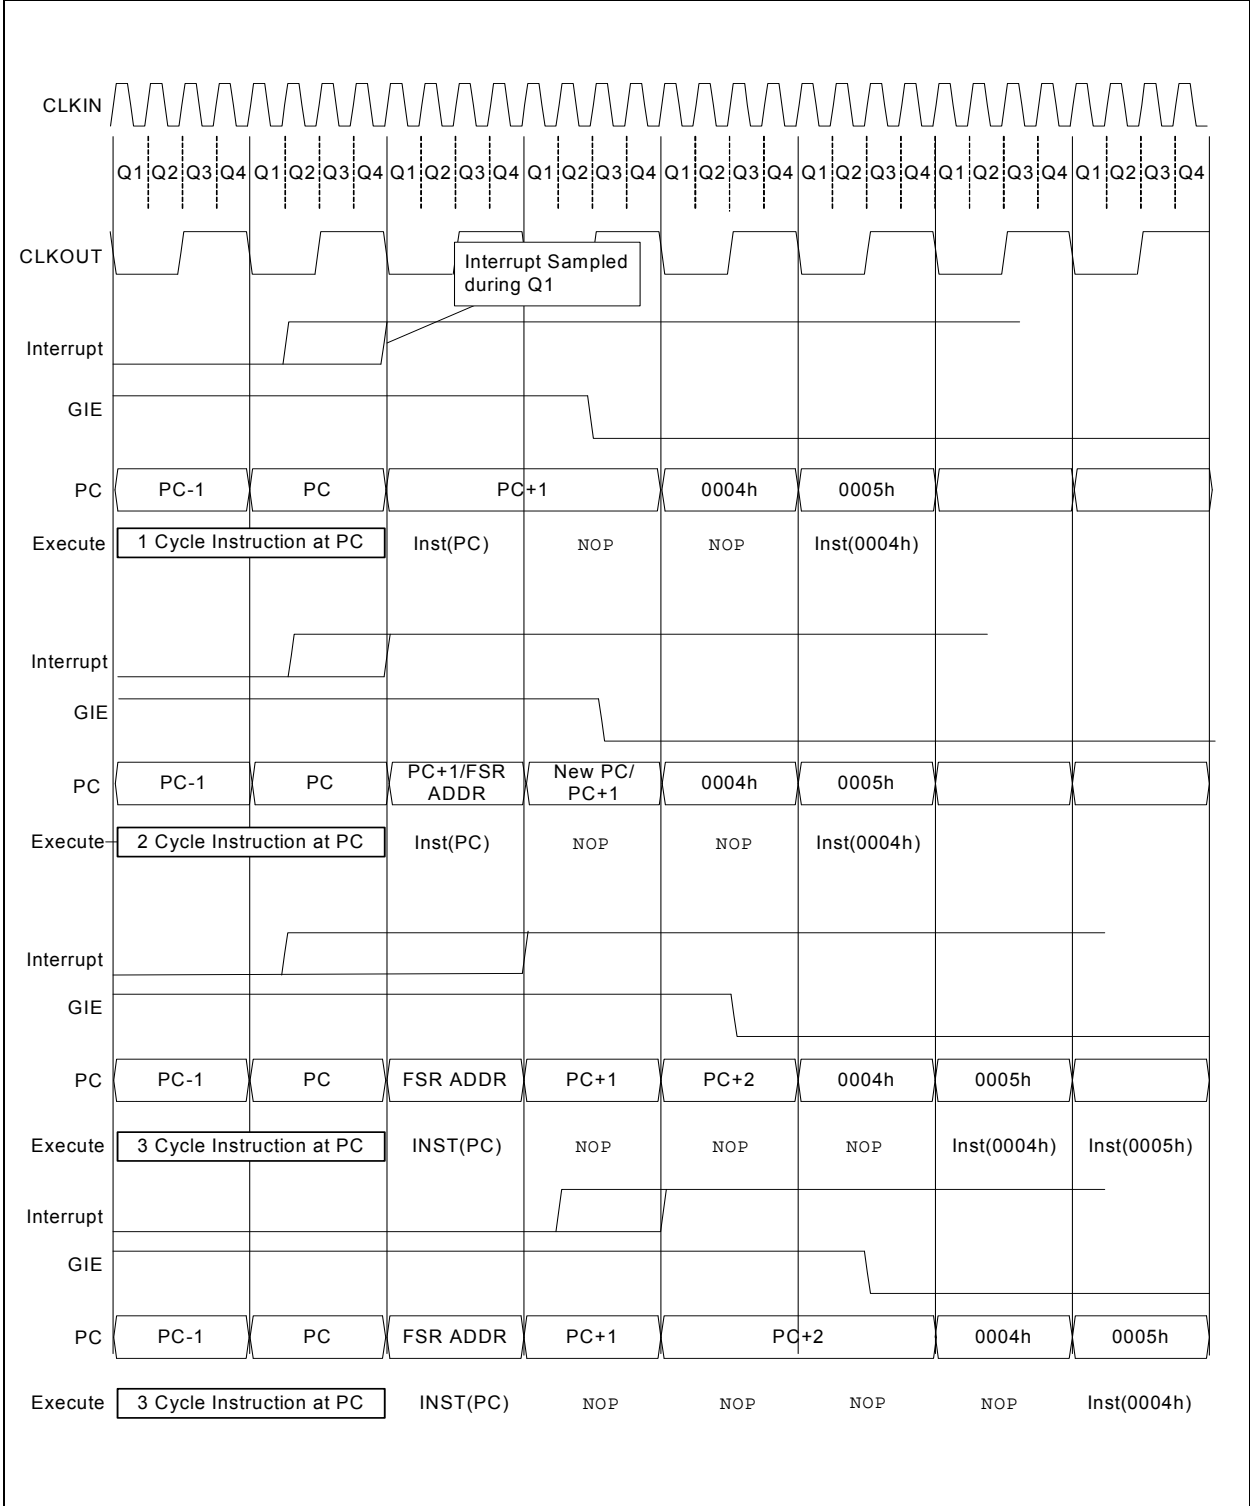 CLKIN
Q1 Q2 Q3 Q4 Q1 Q2 Q3 Q4 Q1 Q2 Q3 Q4 Q1 Q2 Q3 Q4 Q1 Q2 Q3 Q4 Q1 Q2 Q3 Q4 Q1 Q2 Q3 Q4 Q1 Q2 Q3 Q4
CLKOUT
Interrupt Sampled
during Q1
Interrupt
GIE
PC PC-1 PC PC+1 0004h 0005h
Execute 1 Cycle Instruction at PC Inst(PC) NOP NOP Inst(0004h)
Interrupt
GIE
PC PC-1 PC PC+1/FSR ADDR New PC/ PC+1 0004h 0005h
Execute 2 Cycle Instruction at PC Inst(PC) NOP NOP Inst(0004h)
Interrupt
GIE
PC PC-1 PC FSR ADDR PC+1 PC+2 0004h 0005h
Execute 3 Cycle Instruction at PC INST(PC) NOP NOP NOP Inst(0004h) Inst(0005h)
Interrupt
GIE
PC PC-1 PC FSR ADDR PC+1 PC+2 0004h 0005h
Execute 3 Cycle Instruction at PC INST(PC) NOP NOP NOP NOP Inst(0004h)